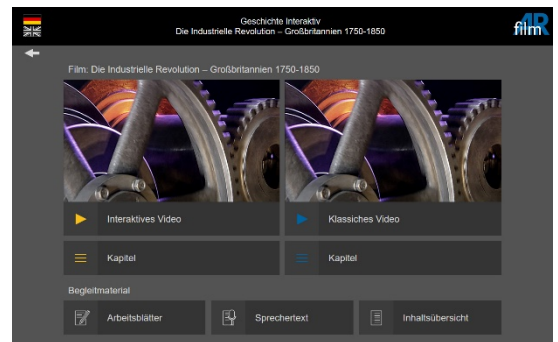 Geschichte Interaktiv
Die Industrielle Revolution – Großbritannien 1750-1850
AR
film
Film: Die Industrielle Revolution – Großbritannien 1750-1850
Interaktives Video
Klassiches Video
Kapitel
Kapitel
Begleitmaterial
Arbeitsblätter
Sprechertext
Inhaltsübersicht